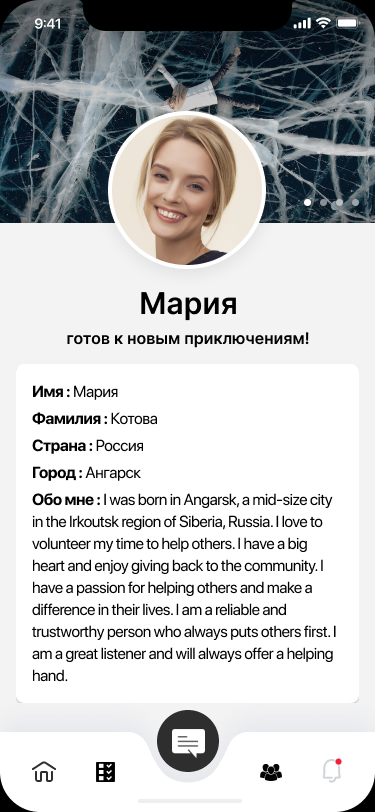 9:41
Мария
готов к новым приключениям!
Имя : Мария
Фамилия : Котова
Страна : Россия
Город : Ангарск
Обо мне : I was born in Angarsk, a mid-size city
in the Irkoutsk region of Siberia, Russia. I love to
volunteer my time to help others. I have a big
heart and enjoy giving back to the community. I
have a passion for helping others and make a
difference in their lives. I am a reliable and
trustworthy person who always puts others first. I
am a great listener and will always offer a helping
hand.